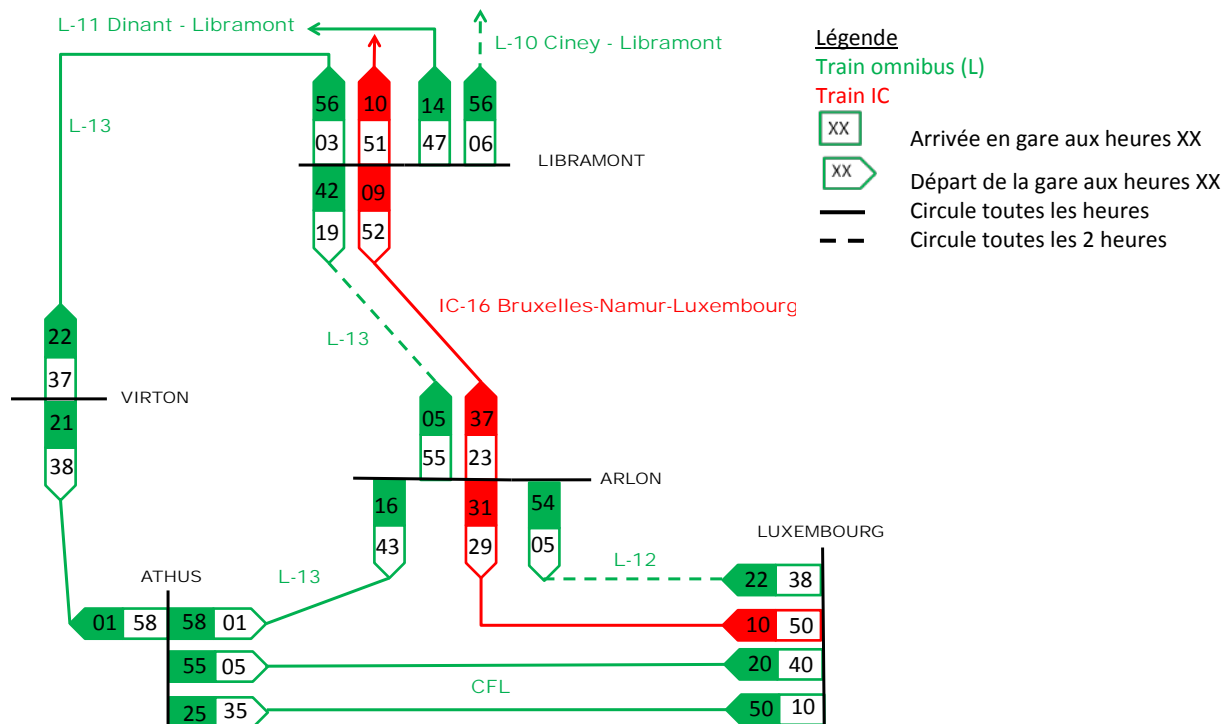 L-11 Dinant - Libramont
L-10 Ciney - Libramont
Légende
Train omnibus (L)
Train IC
XX Arrivée en gare aux heures XX
XX Départ de la gare aux heures XX
Circule toutes les heures
Circule toutes les 2 heures
L-13
56 10 14 56
03 51 47 06
LIBRAMONT
42 09
19 52
IC-16 Bruxelles-Namur-Luxembourg
L-13
22
37
VIRTON
21
38
05 37
55 23
ARLON
16 31 54
43 29 05
LUXEMBOURG
L-12
22 38
ATHUS
L-13
01 58 58 01
10 50
55 05
20 40
CFL
25 35
50 10